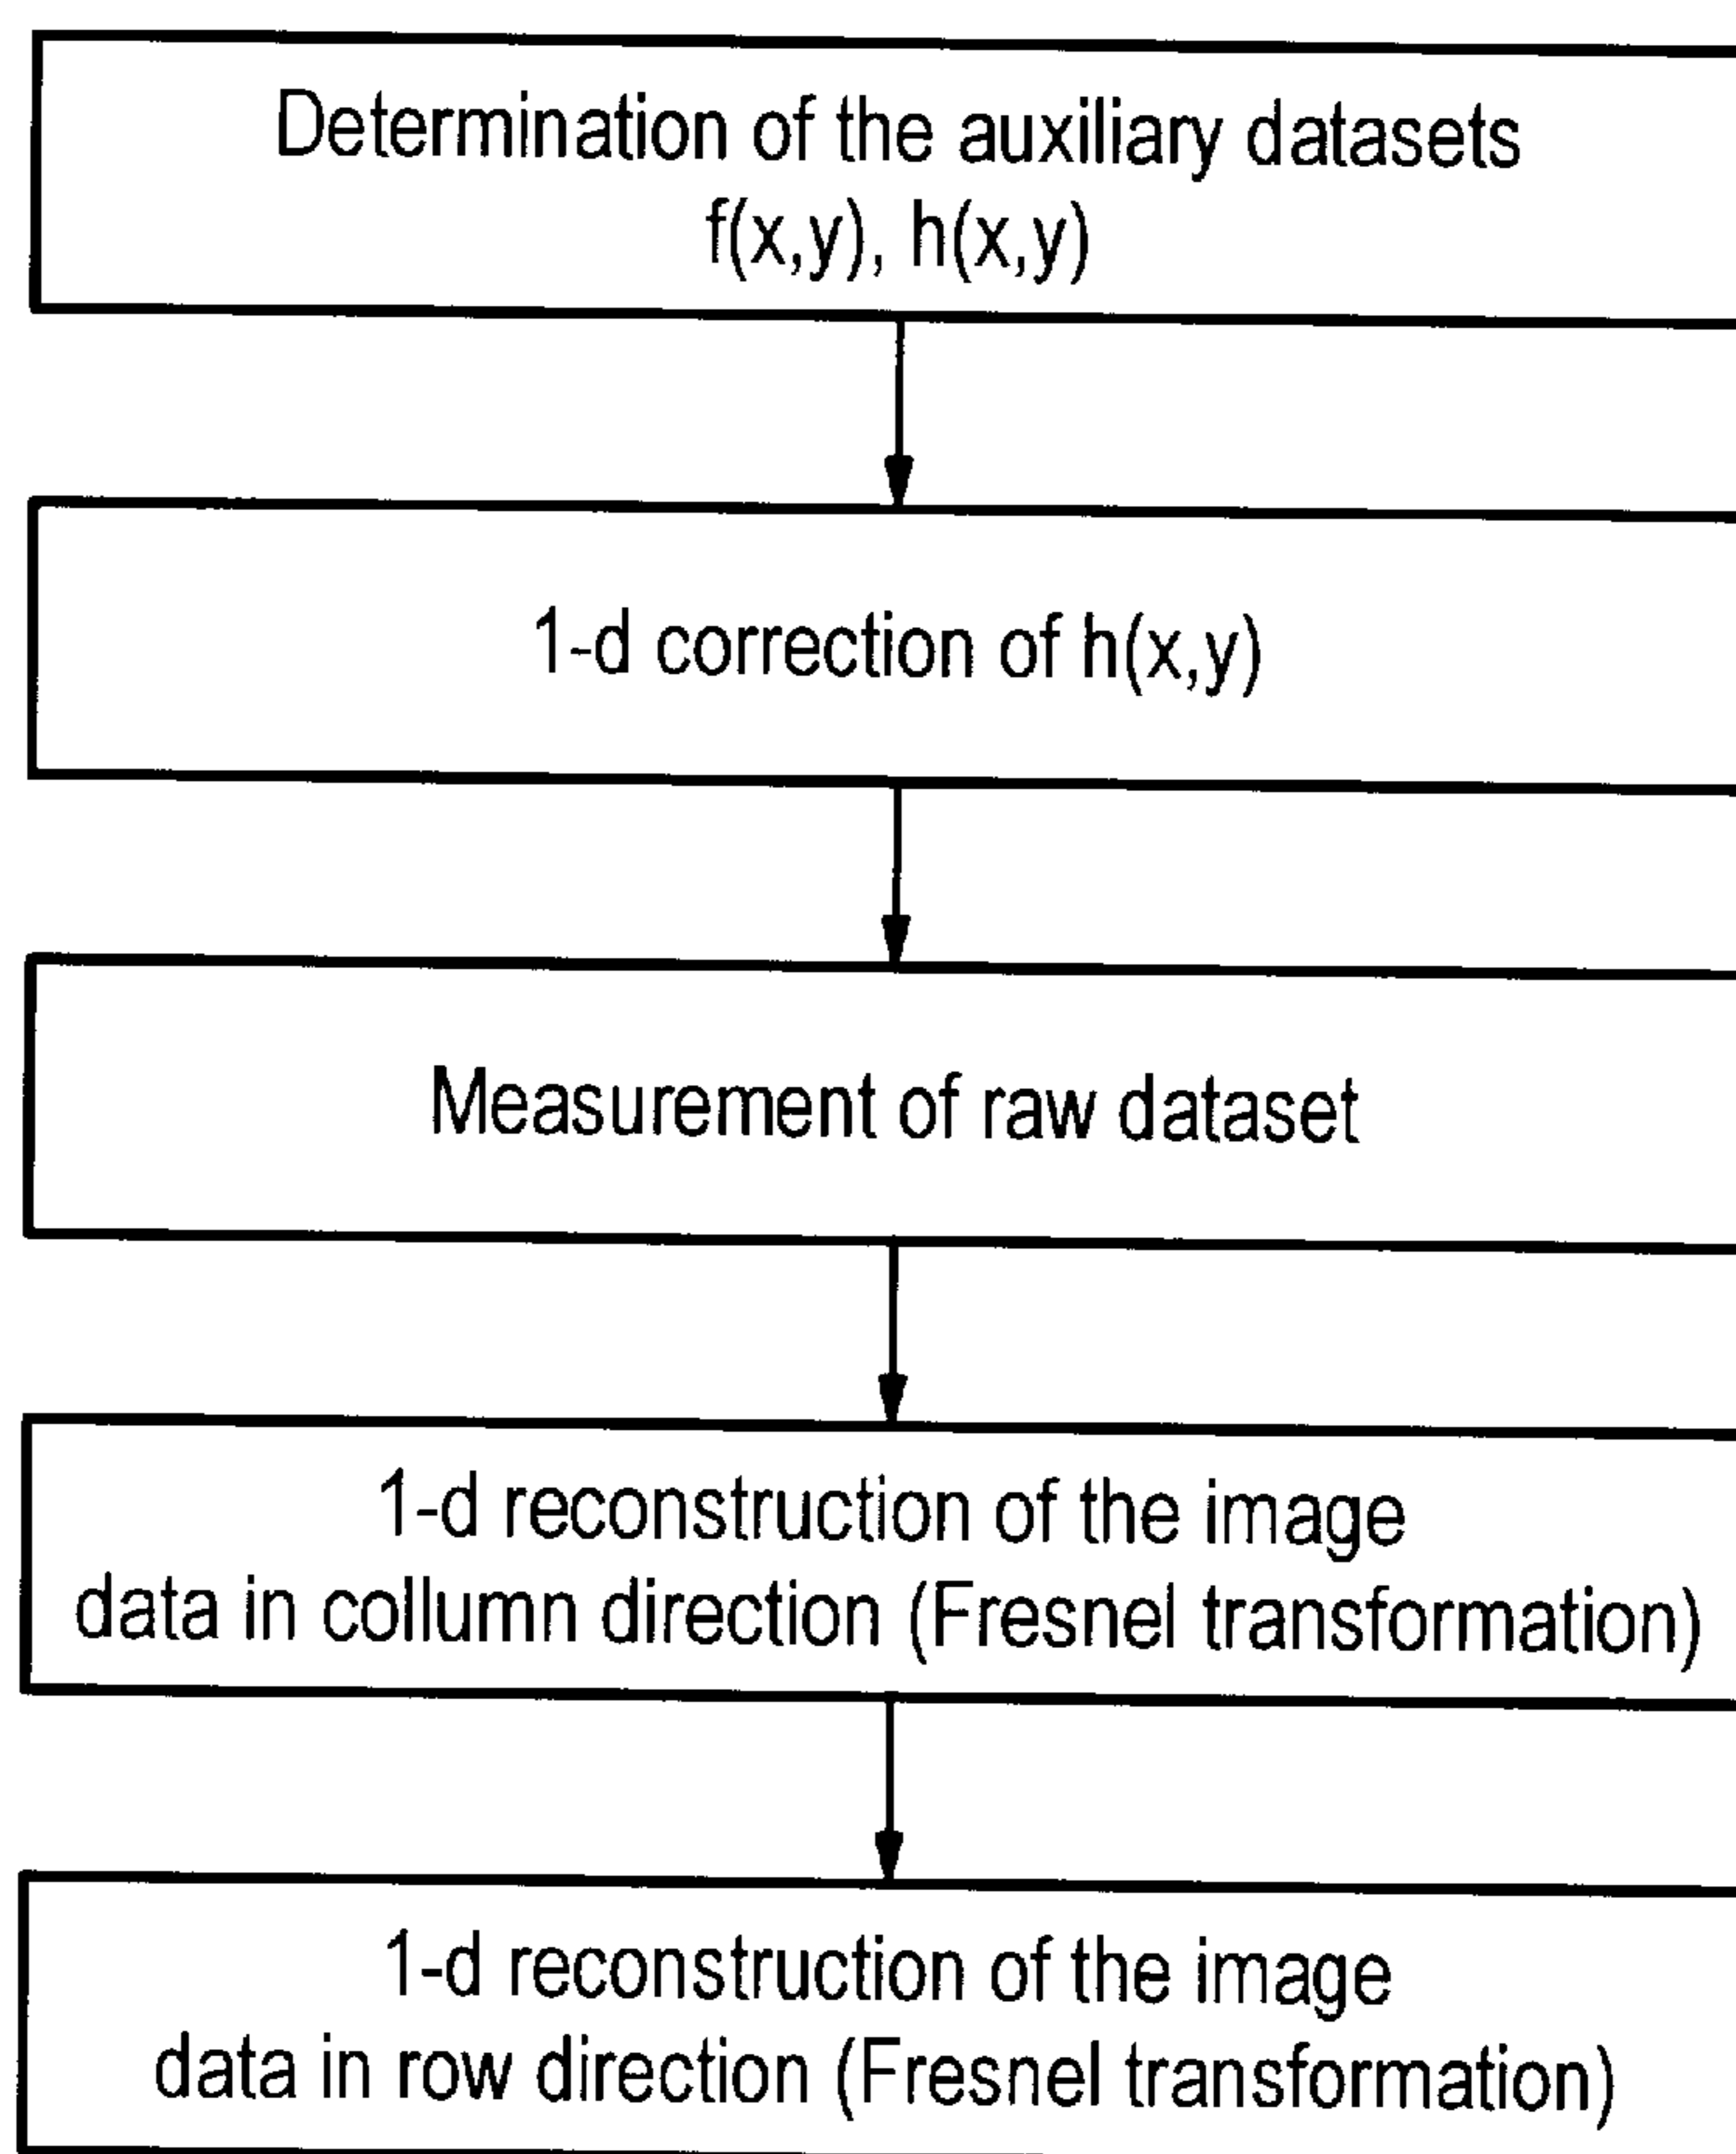 Determination of the auxiliary datasets
f(x,y), h(x,y)
1-d correction of h(x,y)
Measurement of raw dataset
1-d reconstruction of the image
data in collumn direction (Fresnel transformation)
1-d reconstruction of the image
data in row direction (Fresnel transformation)